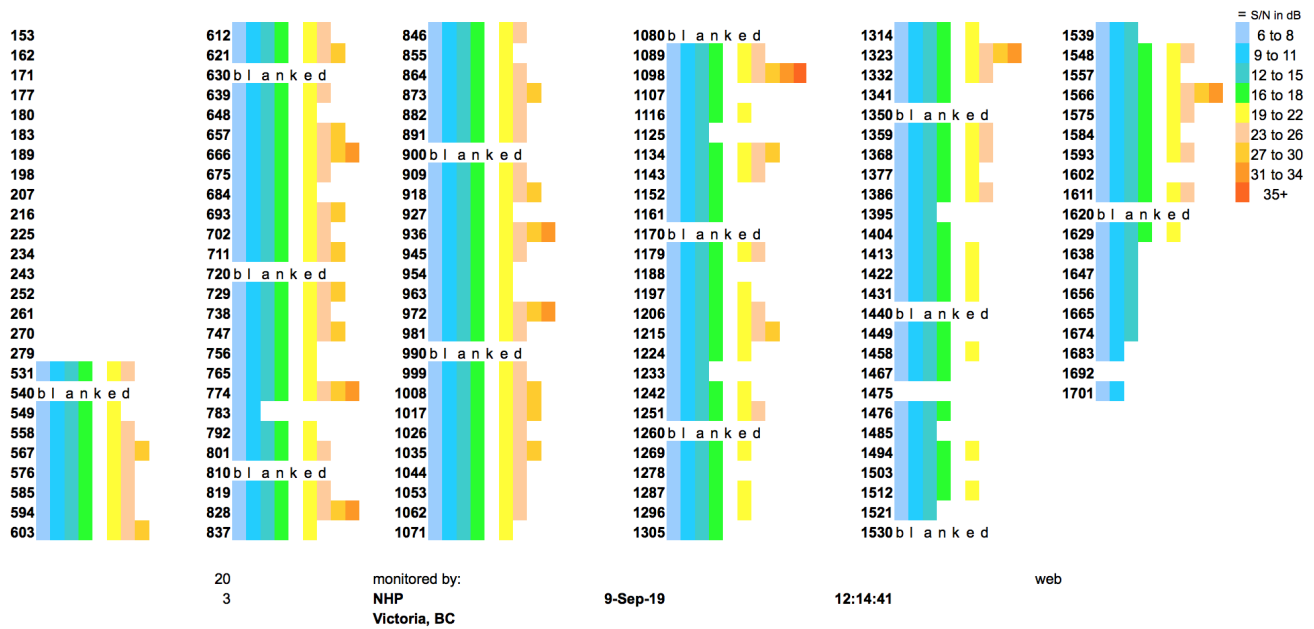 = S/N in dB
153 612 846 1080 blanked 1314 1539 6 to 8
162 621 855 1089 1323 1548 9 to 11
171 630 blanked 864 1098 1332 1557 12 to 15
177 639 873 1107 1341 1566 16 to 18
180 648 882 1116 1350 blanked 1575 19 to 22
183 657 891 1125 1359 1584 23 to 26
189 666 900 blanked 1134 1368 1593 27 to 30
198 675 909 1143 1377 1602 31 to 34
207 684 918 1152 1386 1611 35+
216 693 927 1161 1395 1620 blanked
225 702 936 1170 blanked 1404 1629
234 711 945 1179 1413 1638
243 720 blanked 954 1188 1422 1647
252 729 963 1197 1431 1656
261 738 972 1206 1440 blanked 1665
270 747 981 1215 1449 1674
279 756 990 blanked 1224 1458 1683
531 765 999 1233 1467 1692
540 blanked 774 1008 1242 1475 1701
549 783 1017 1251 1476
558 792 1026 1260 blanked 1485
567 801 1035 1269 1494
576 810 blanked 1044 1278 1503
585 819 1053 1287 1512
594 828 1062 1296 1521
603 837 1071 1305 1530 blanked
20 monitored by: web
3 NHP 9-Sep-19 12:14:41
Victoria, BC